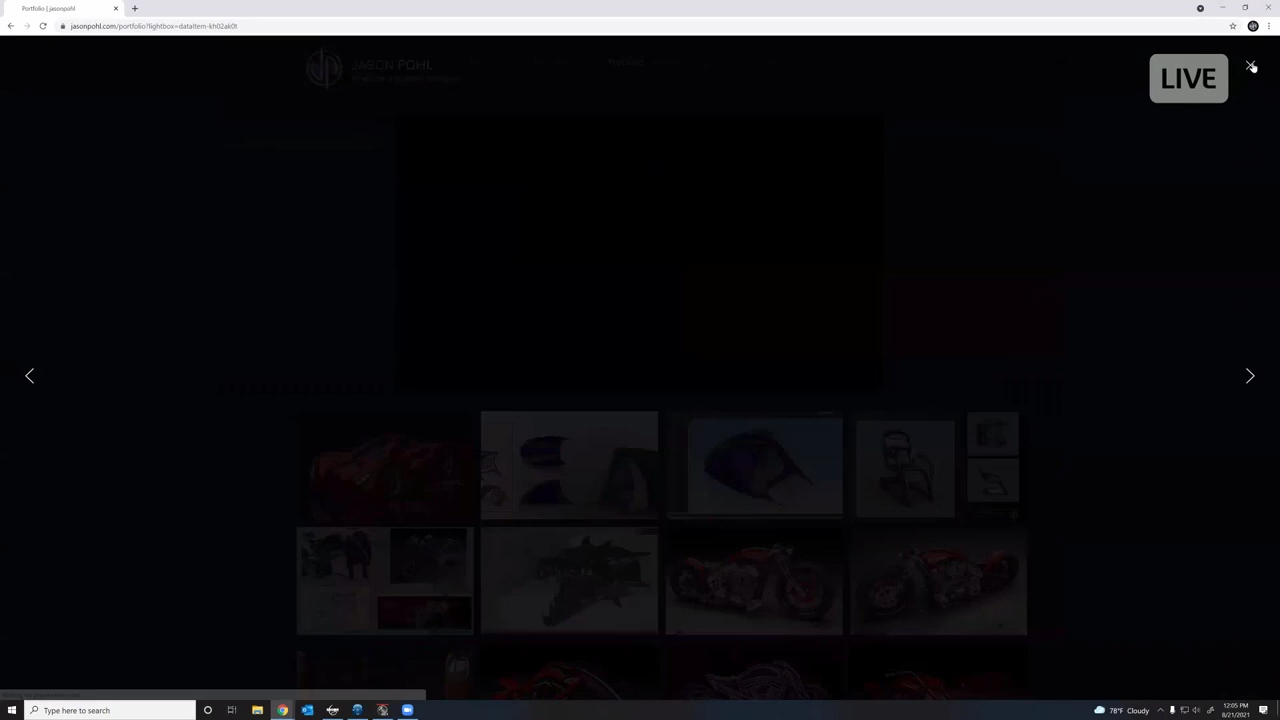 Portfolio | jasonpohl
jasonpohl.com/portfolio?lightbox=dataItem-kh02ak0t
JASON POHL
LIVE
Type here to search
78°F Cloudy
12:05 PM
8/21/2021